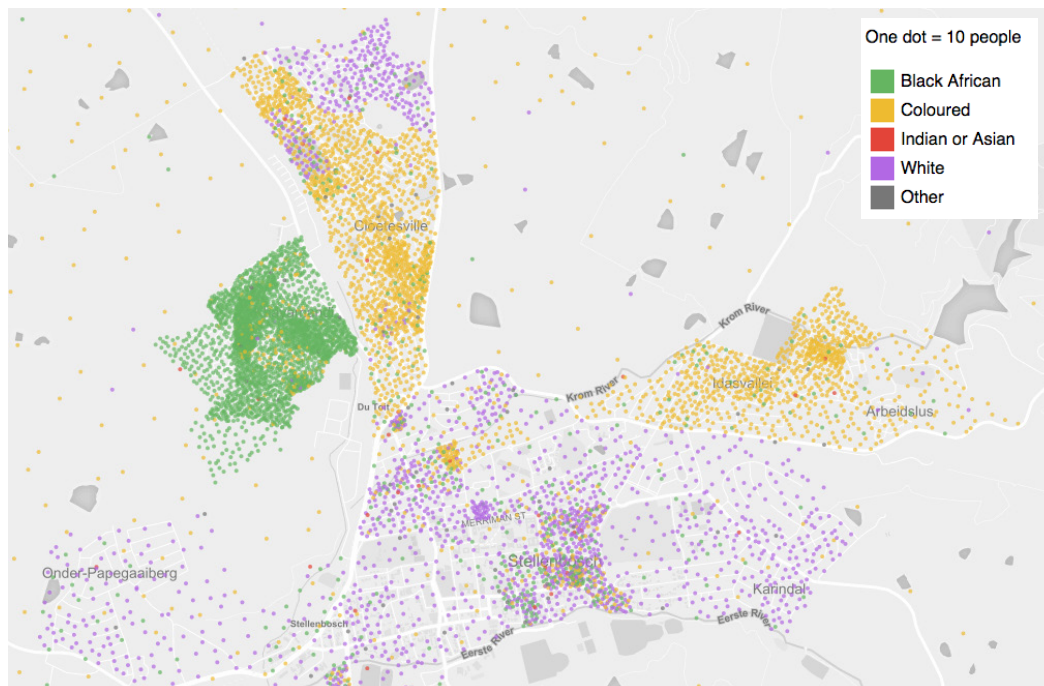 One dot = 10 people
Black African
Coloured
Indian or Asian
White
Other
Cloetesville
Krom River
Idasvallei
Krom River
Arbeidslus
Du Toit
MERRIMAN ST
Stellenbosch
Onder-Papegaaiberg
Karindal
Stellenbosch
Eerste River
Eerste River